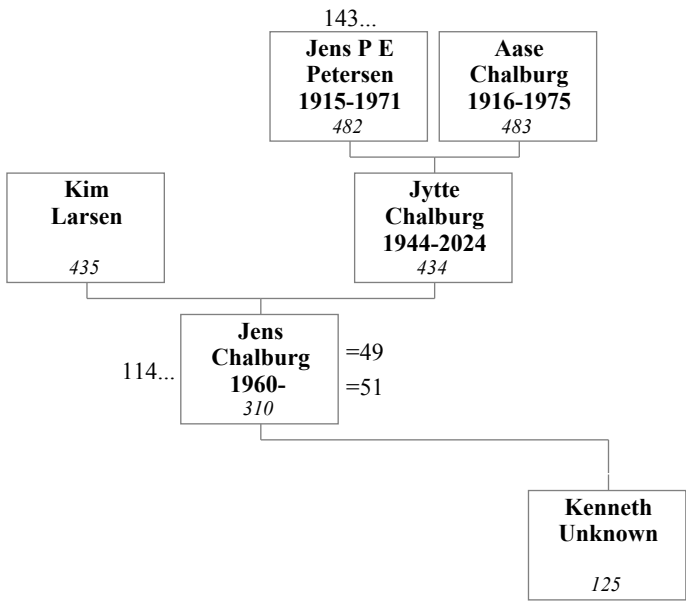 143...
Jens P E
Petersen
1915-1971
482
Aase
Chalburg
1916-1975
483
Kim
Larsen
435
Jytte
Chalburg
1944-2024
434
114...
Jens
Chalburg
1960-
310
=49
=51
Kenneth
Unknown
125